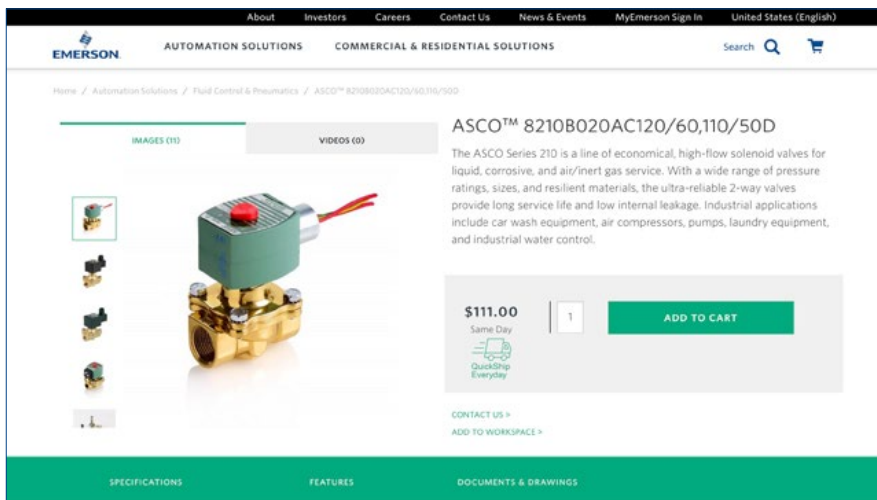 About Investors Careers Contact Us News & Events MyEmerson Sign In United States (English)
EMERSON
AUTOMATION SOLUTIONS COMMERCIAL & RESIDENTIAL SOLUTIONS
Search
Home / Automation Solutions / Fluid Control & Pneumatics / ASCO™ 8210B020AC120/60,110/50D
IMAGES (11) VIDEOS (0)
ASCO™ 8210B020AC120/60,110/50D
The ASCO Series 210 is a line of economical, high-flow solenoid valves for
liquid, corrosive, and air/inert gas service. With a wide range of pressure
ratings, sizes, and resilient materials, the ultra-reliable 2-way valves
provide long service life and low internal leakage. Industrial applications
include car wash equipment, air compressors, pumps, laundry equipment,
and industrial water control.
$111.00
Same Day
QuickShip
Everyday
1
ADD TO CART
CONTACT US >
ADD TO WORKSPACE >
SPECIFICATIONS FEATURES DOCUMENTS & DRAWINGS